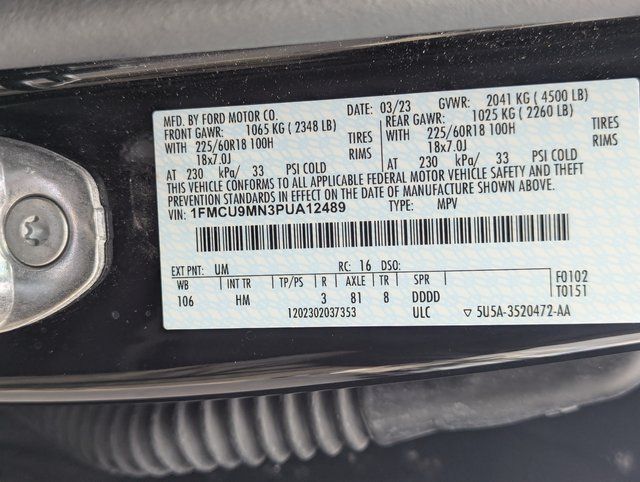 MFD. BY FORD MOTOR CO. DATE: 03/23 GVWR: 2041 KG ( 4500 LB)
FRONT GAWR: 1065 KG ( 2348 LB) REAR GAWR: 1025 KG ( 2260 LB)
WITH 225/60R18 100H TIRES WITH 225/60R18 100H TIRES
18x7.0J RIMS 18x7.0J RIMS
AT 230 kPa/ 33 PSI COLD AT 230 kPa/ 33 PSI COLD
THIS VEHICLE CONFORMS TO ALL APPLICABLE FEDERAL MOTOR VEHICLE SAFETY AND THEFT
PREVENTION STANDARDS IN EFFECT ON THE DATE OF MANUFACTURE SHOWN ABOVE.
VIN: 1FMCU9MN3PUA12489 TYPE: MPV
EXT PNT: UM RC: 16 DSO: F0102
WB INT TR TP/PS R AXLE TR SPR T0151
106 HM 3 81 8 DDDD
1202302037353 ULC ▽ 5U5A-3520472-AA